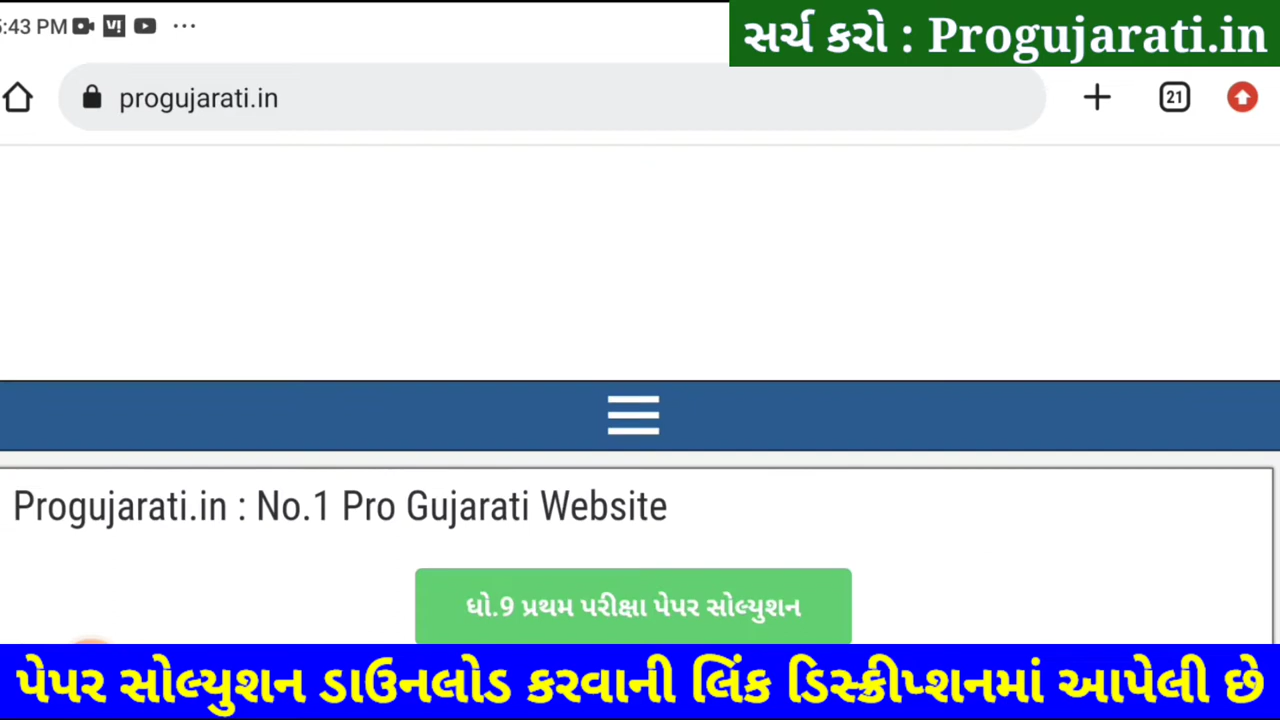 :43 PM
સર્ચ કરો : Progujarati.in
progujarati.in
21
Progujarati.in : No.1 Pro Gujarati Website
ધો.9 પ્રથમ પરીક્ષા પેપર સોલ્યુશન
પેપર સોલ્યુશન ડાઉનલોડ કરવાની લિંક ડિસ્ક્રીપ્શનમાં આપેલી છે